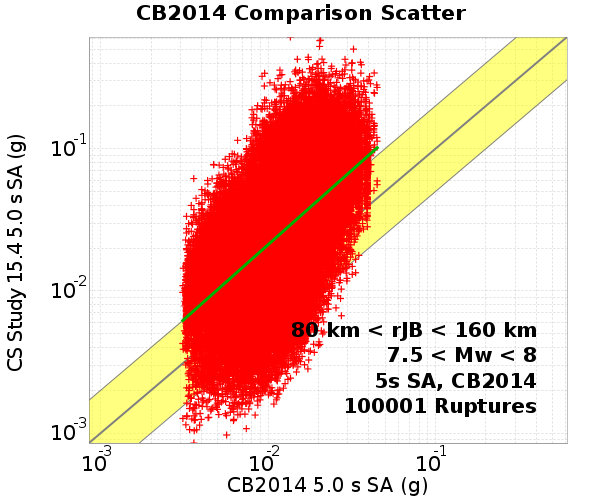 CB2014 Comparison Scatter
CS Study 15.4 5.0 s SA (g)
10-1
10-2
10-3
80 km < rJB < 160 km
7.5 < Mw < 8
5s SA, CB2014
100001 Ruptures
10-3 10-2 10-1
CB2014 5.0 s SA (g)